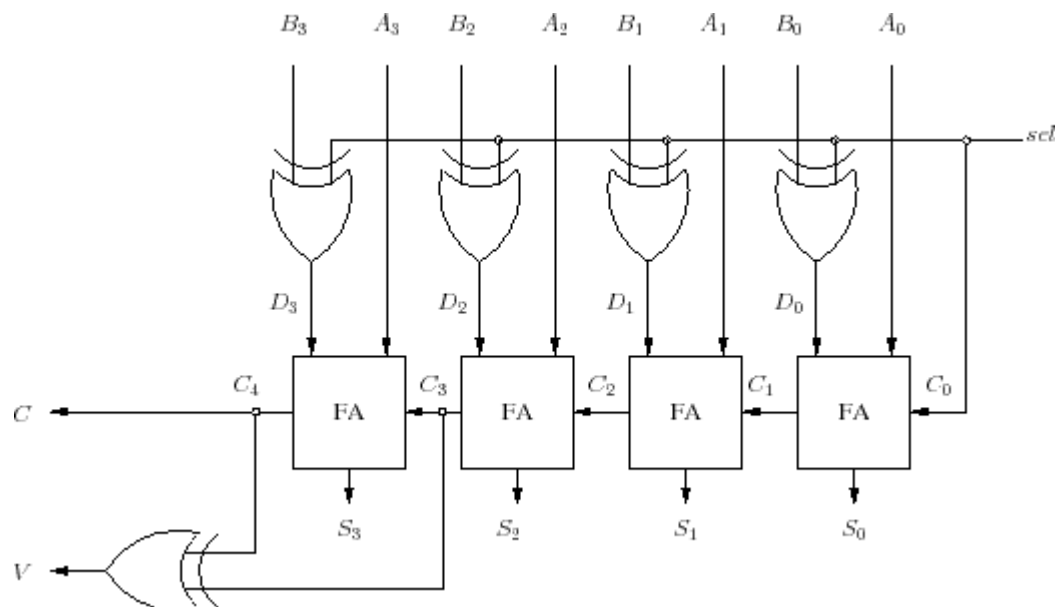 B₃ A₃ B₂ A₂ B₁ A₁ B₀ A₀
sel
D₃ D₂ D₁ D₀
C₄ C₃ C₂ C₁ C₀
C FA FA FA FA
S₃ S₂ S₁ S₀
V